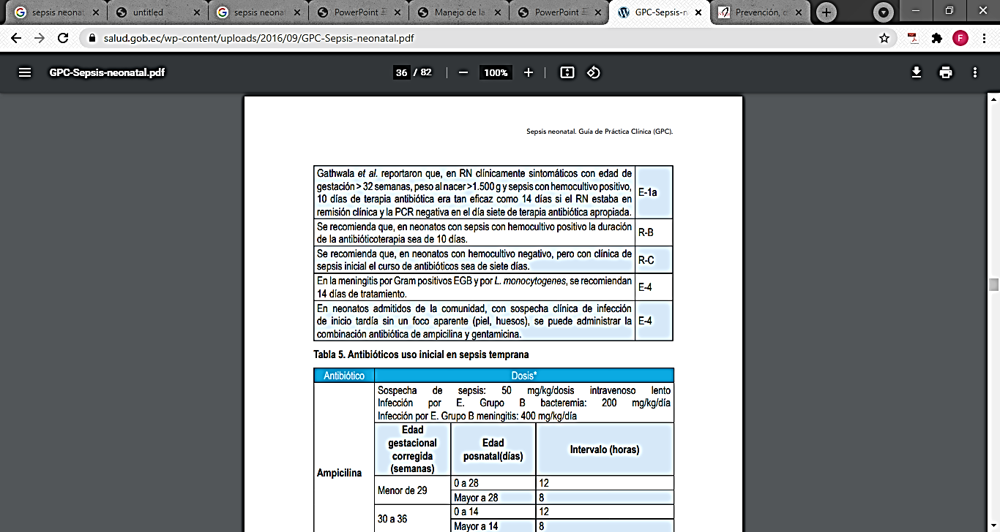 sepsis neonat
untitled
sepsis neonat
PowerPoint
Manejo de la
PowerPoint
GPC-Sepsis-n
Prevención, d
salud.gob.ec/wp-content/uploads/2016/09/GPC-Sepsis-neonatal.pdf
F
GPC-Sepsis-neonatal.pdf
36 / 82
100%
Sepsis neonatal. Guía de Práctica Clínica (GPC).
Gathwala et al. reportaron que, en RN clínicamente sintomáticos con edad de
gestación > 32 semanas, peso al nacer >1.500 g y sepsis con hemocultivo positivo,
10 días de terapia antibiótica era tan eficaz como 14 días si el RN estaba en
remisión clínica y la PCR negativa en el día siete de terapia antibiótica apropiada.
E-1a
Se recomienda que, en neonatos con sepsis con hemocultivo positivo la duración
de la antibióticoterapia sea de 10 días.
R-B
Se recomienda que, en neonatos con hemocultivo negativo, pero con clínica de
sepsis inicial el curso de antibióticos sea de siete días.
R-C
En la meningitis por Gram positivos EGB y por L. monocytogenes, se recomiendan
14 días de tratamiento.
E-4
En neonatos admitidos de la comunidad, con sospecha clínica de infección
de inicio tardía sin un foco aparente (piel, huesos), se puede administrar la
combinación antibiótica de ampicilina y gentamicina.
E-4
Tabla 5. Antibióticos uso inicial en sepsis temprana
Antibiótico Dosis*
Sospecha de sepsis: 50 mg/kg/dosis intravenoso lento
Infección por E. Grupo B bacteremia: 200 mg/kg/día
Infección por E. Grupo B meningitis: 400 mg/kg/día
Edad
gestacional
corregida
(semanas)
Edad
posnatal(días)
Intervalo (horas)
Ampicilina
Menor de 29
0 a 28 12
Mayor a 28 8
30 a 36
0 a 14 12
Mayor a 14 8